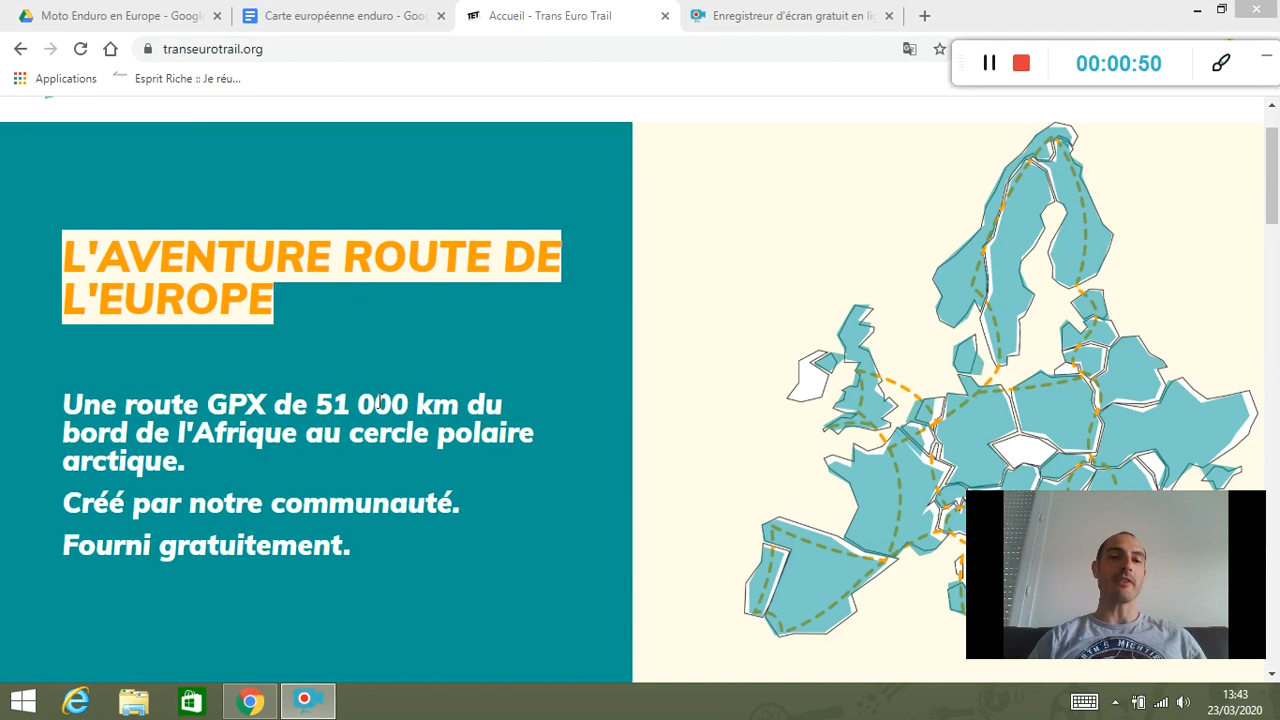 Moto Enduro en Europe - Google
Carte européenne enduro - Goo
Accueil - Trans Euro Trail
Enregistreur d'écran gratuit en lig
transeurotrail.org
00:00:50
Applications
Esprit Riche :: Je réu...
L'AVENTURE ROUTE DE
L'EUROPE
Une route GPX de 51 000 km du
bord de l'Afrique au cercle polaire
arctique.
Créé par notre communauté.
Fourni gratuitement.
13:43
23/03/2020